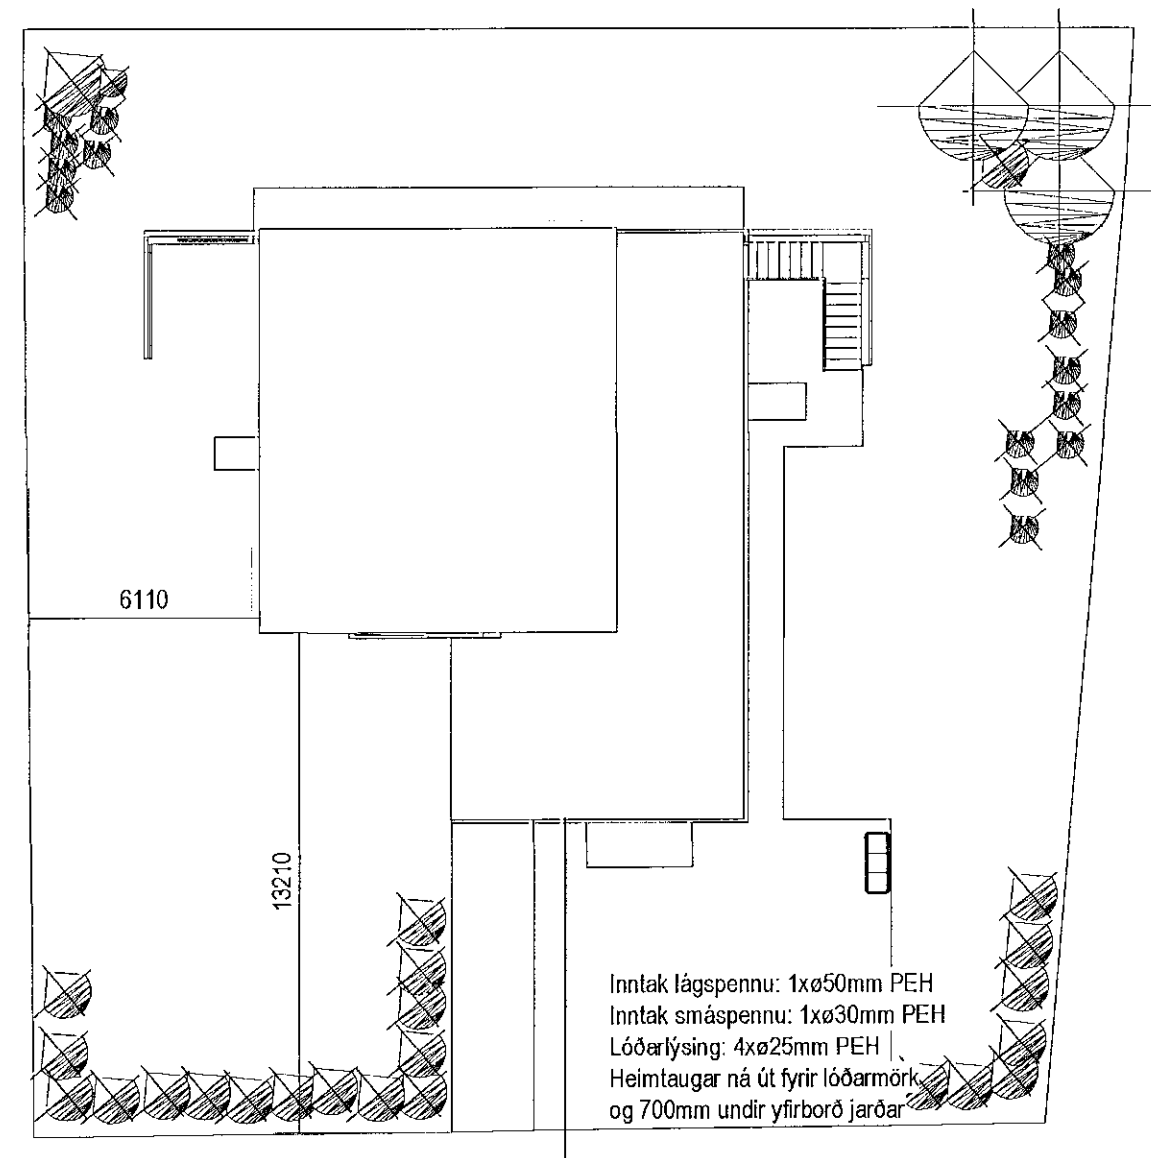 6110
13210
Inntak lágspennu: 1xø50mm PEH
Inntak smáspennu: 1xø30mm PEH
Lóðarlýsing: 4xø25mm PEH
Heimtaugar ná út fyrir lóðarmörk
og 700mm undir yfirborð jarðar